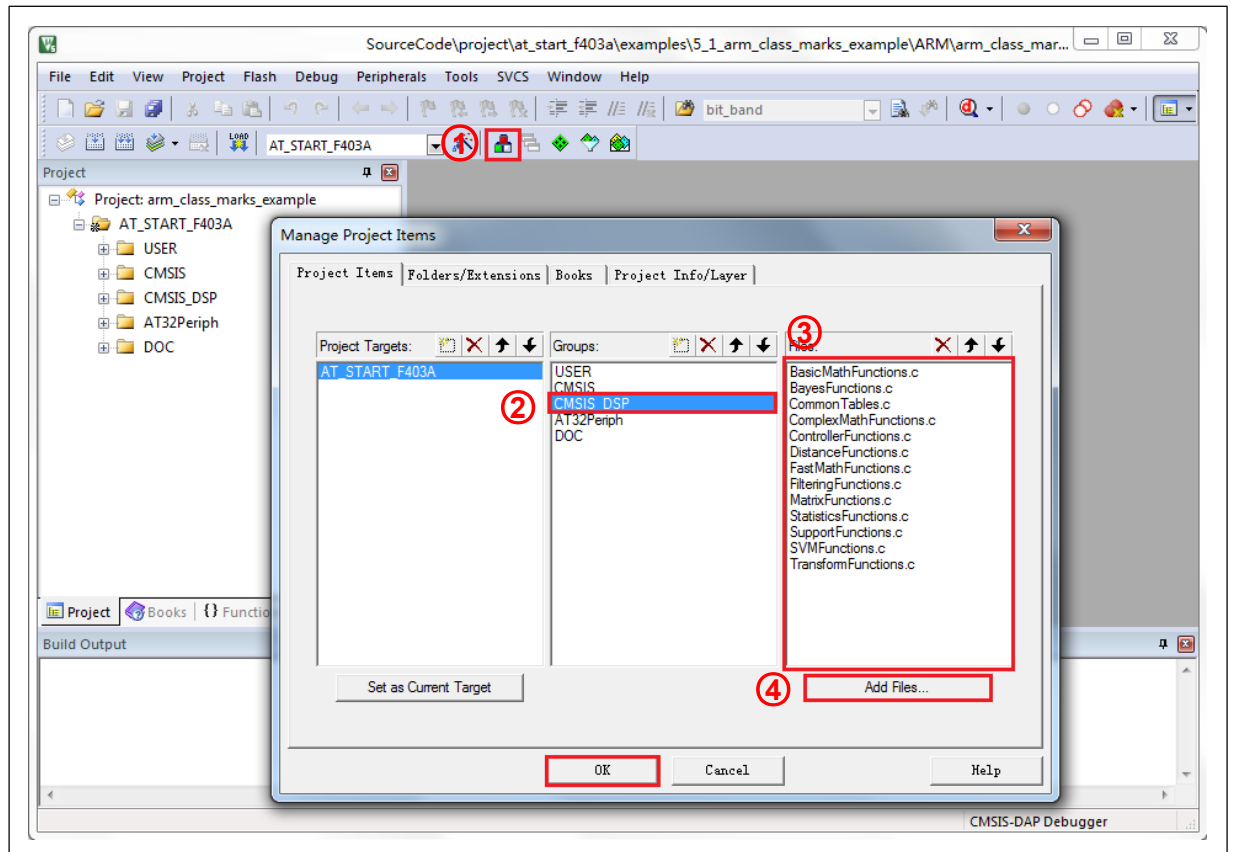 SourceCode\project\at_start_f403a\examples\5_1_arm_class_marks_example\ARM\arm_class_mar...
File Edit View Project Flash Debug Peripherals Tools SVCS Window Help
bit_band
LOAD AT_START_F403A ①
Project
Project: arm_class_marks_example
AT_START_F403A
USER
CMSIS
CMSIS_DSP
AT32Periph
DOC
Manage Project Items
Project Items Folders/Extensions Books Project Info/Layer
③
Project Targets: Groups: Files:
AT_START_F403A
②
USER
CMSIS
CMSIS_DSP
AT32Periph
DOC
BasicMathFunctions.c
BayesFunctions.c
CommonTables.c
ComplexMathFunctions.c
ControllerFunctions.c
DistanceFunctions.c
FastMathFunctions.c
FilteringFunctions.c
MatrixFunctions.c
StatisticsFunctions.c
SupportFunctions.c
SVMFunctions.c
TransformFunctions.c
Set as Current Target ④ Add Files...
OK Cancel Help
Project Books {} Functio
Build Output
CMSIS-DAP Debugger